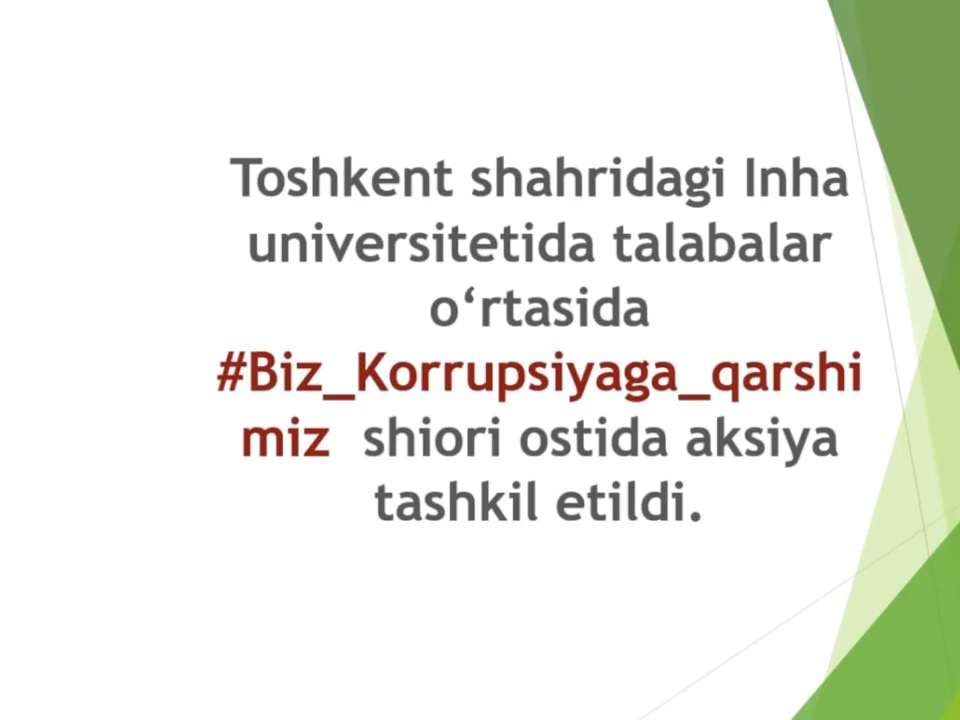 Toshkent shahridagi Inha
universitetida talabalar
o‘rtasida
#Biz_Korrupsiyaga_qarshi
miz shiori ostida aksiya
tashkil etildi.